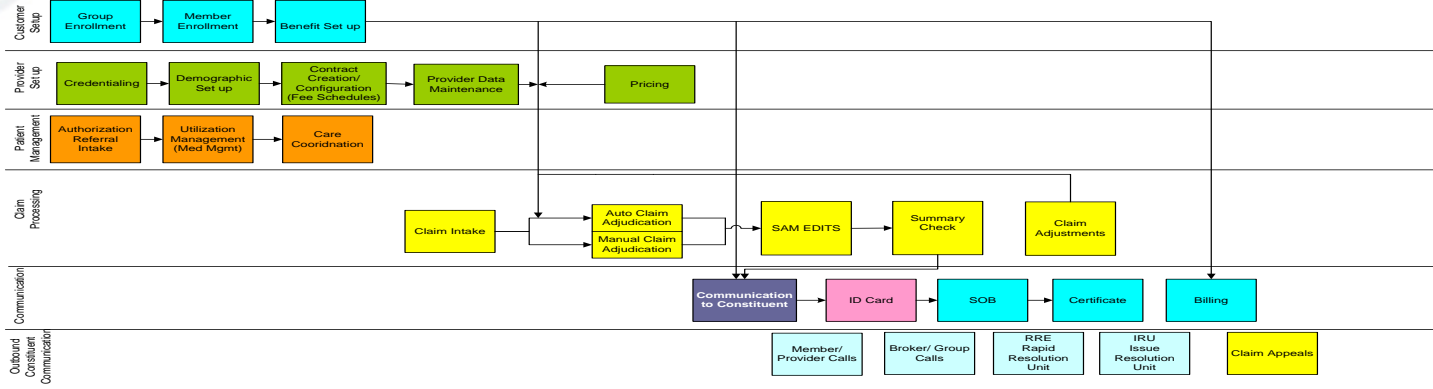 Customer
Setup
Group
Enrollment
Member
Enrollment
Benefit Set up
Provider
Set up
Credentialing
Demographic
Set up
Contract
Creation/
Configuration
(Fee Schedules)
Provider Data
Maintenance
Pricing
Patient
Management
Authorization
Referral
Intake
Utilization
Management
(Med Mgmt)
Care
Cooridnation
Claim
Processing
Claim Intake
Auto Claim
Adjudication
Manual Claim
Adjudication
SAM EDITS
Summary
Check
Claim
Adjustments
Communication
Communication
to Constituent
ID Card
SOB
Certificate
Billing
Outbound
Constituent
Communication
Member/
Provider Calls
Broker/ Group
Calls
RRE
Rapid
Resolution
Unit
IRU
Issue
Resolution
Unit
Claim Appeals